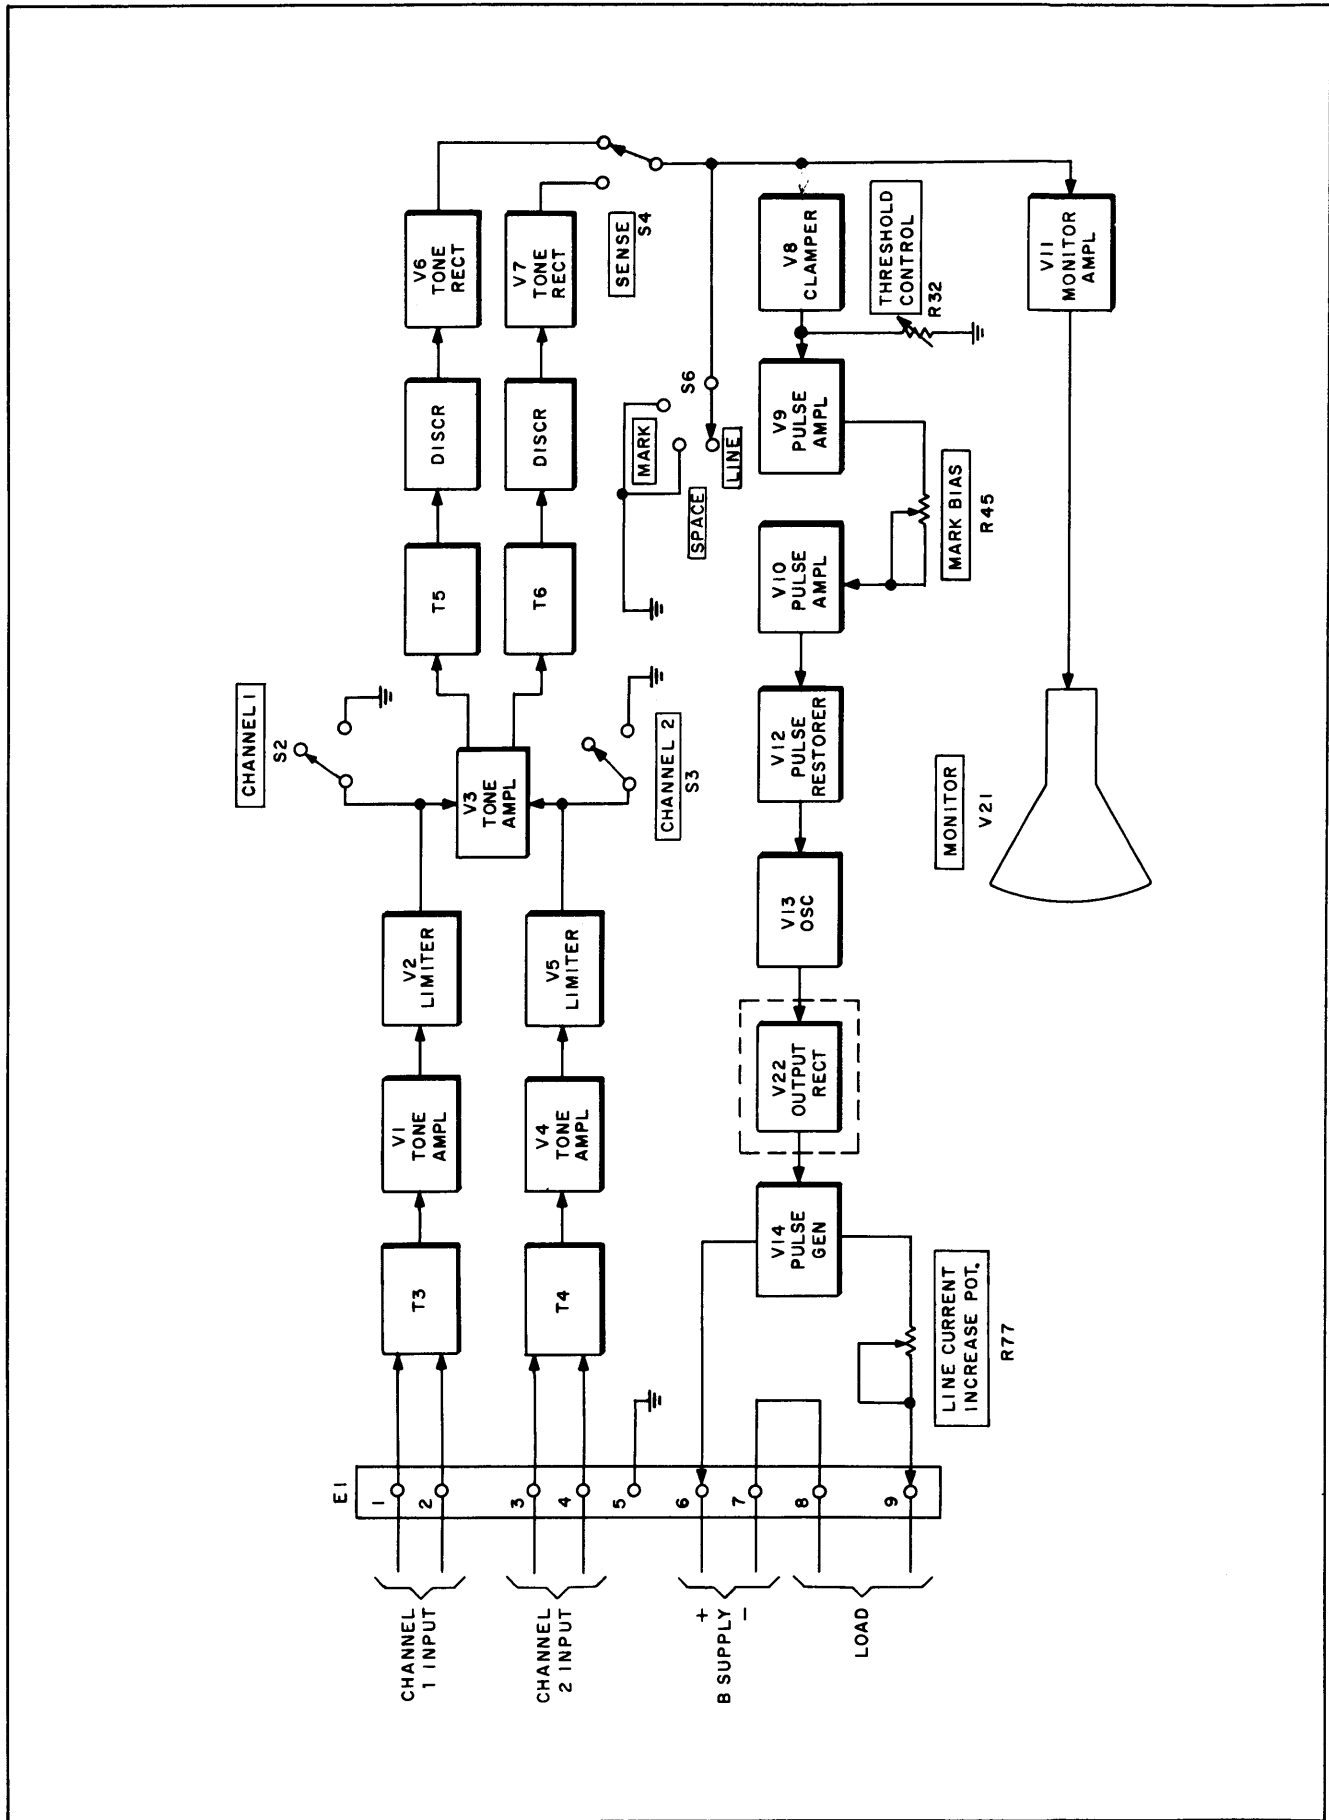 CHANNEL 1
S2
V6
TONE
RECT
DISCR
T5
V2
LIMITER
V1
TONE
AMPL
T3
E1
1
2
CHANNEL
1 INPUT
V3
TONE
AMPL
V7
TONE
RECT
DISCR
T6
V5
LIMITER
V4
TONE
AMPL
T4
3
4
CHANNEL
2 INPUT
SENSE
S4
CHANNEL 2
S3
5
MARK
S6
SPACE
LINE
6
7
+
B SUPPLY
-
V8
CLAMPER
V9
PULSE
AMPL
V10
PULSE
AMPL
V12
PULSE
RESTORER
V13
OSC
V22
OUTPUT
RECT
V14
PULSE
GEN
8
9
LOAD
THRESHOLD
CONTROL
R32
MARK BIAS
R45
MONITOR
V21
LINE CURRENT
INCREASE POT.
R77
V11
MONITOR
AMPL